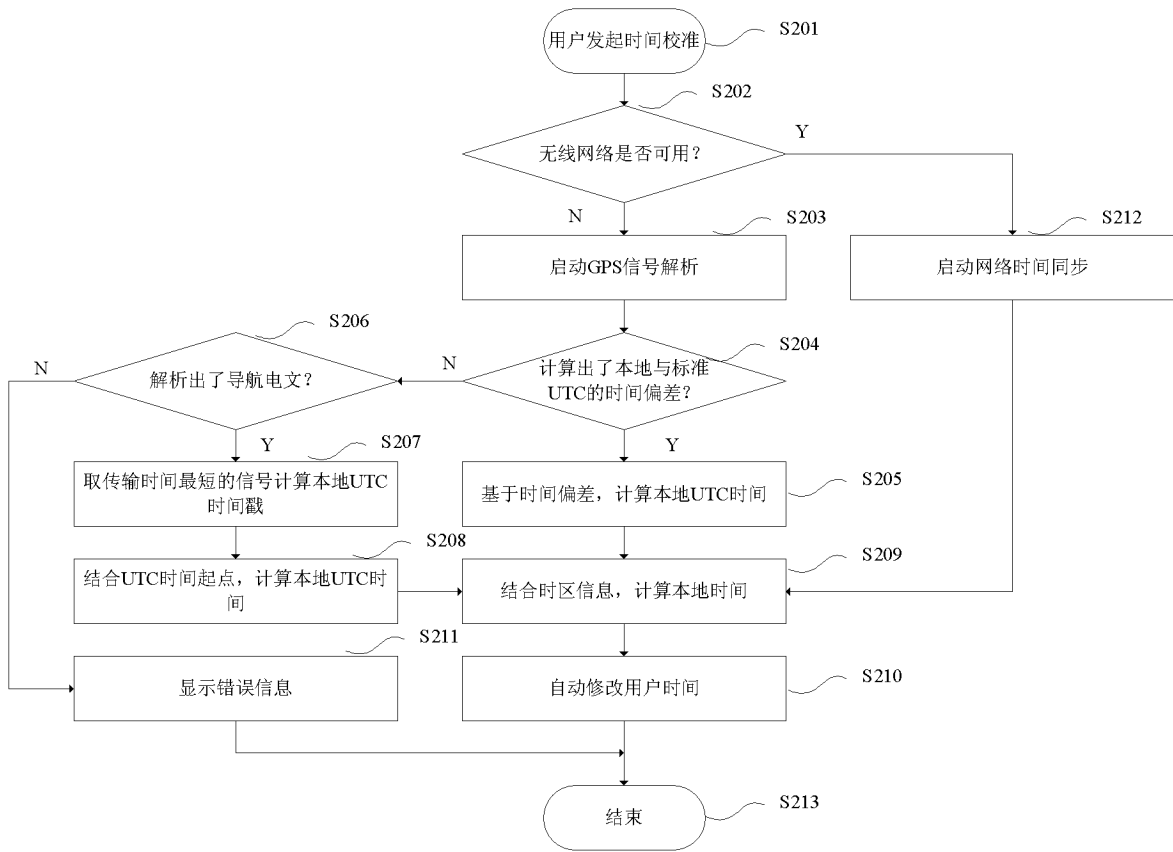 用户发起时间校准
S201
S202
无线网络是否可用？
Y
N
S203
启动GPS信号解析
S212
启动网络时间同步
S206
解析出了导航电文？
N
N
S204
计算出了本地与标准
UTC的时间偏差？
Y
S207
取传输时间最短的信号计算本地UTC
时间戳
Y
S205
基于时间偏差，计算本地UTC时间
S208
结合UTC时间起点，计算本地UTC时
间
S209
结合时区信息，计算本地时间
S211
显示错误信息
自动修改用户时间
S210
结束
S213